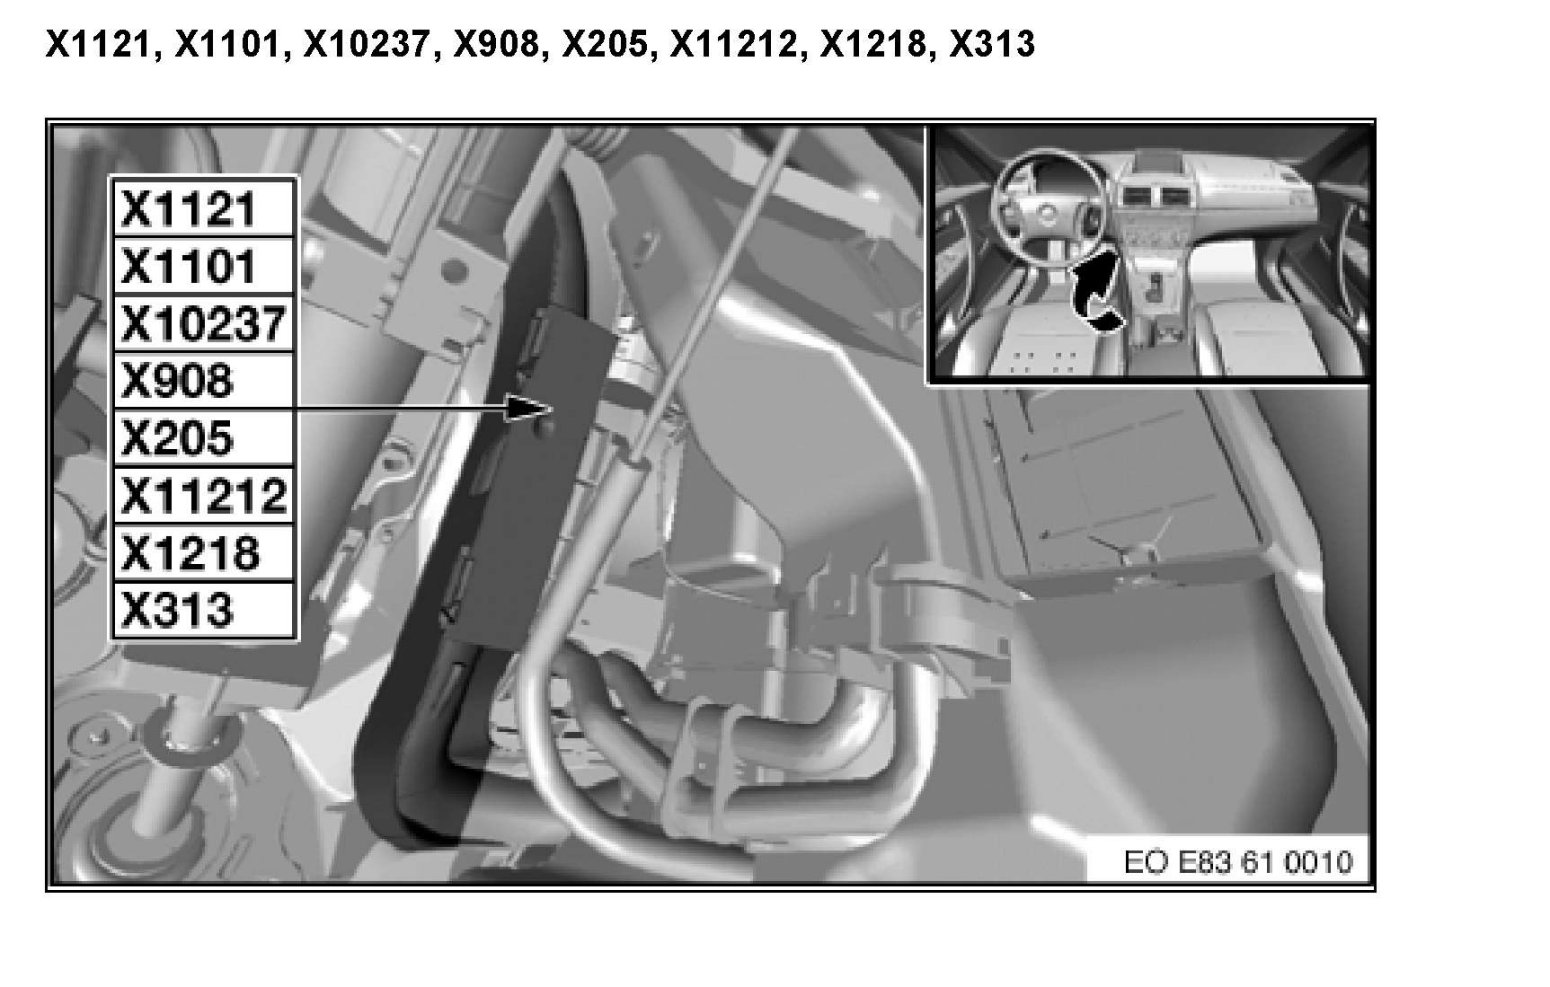 X1121, X1101, X10237, X908, X205, X11212, X1218, X313
X1121
X1101
X10237
X908
X205
X11212
X1218
X313
EO E83 61 0010